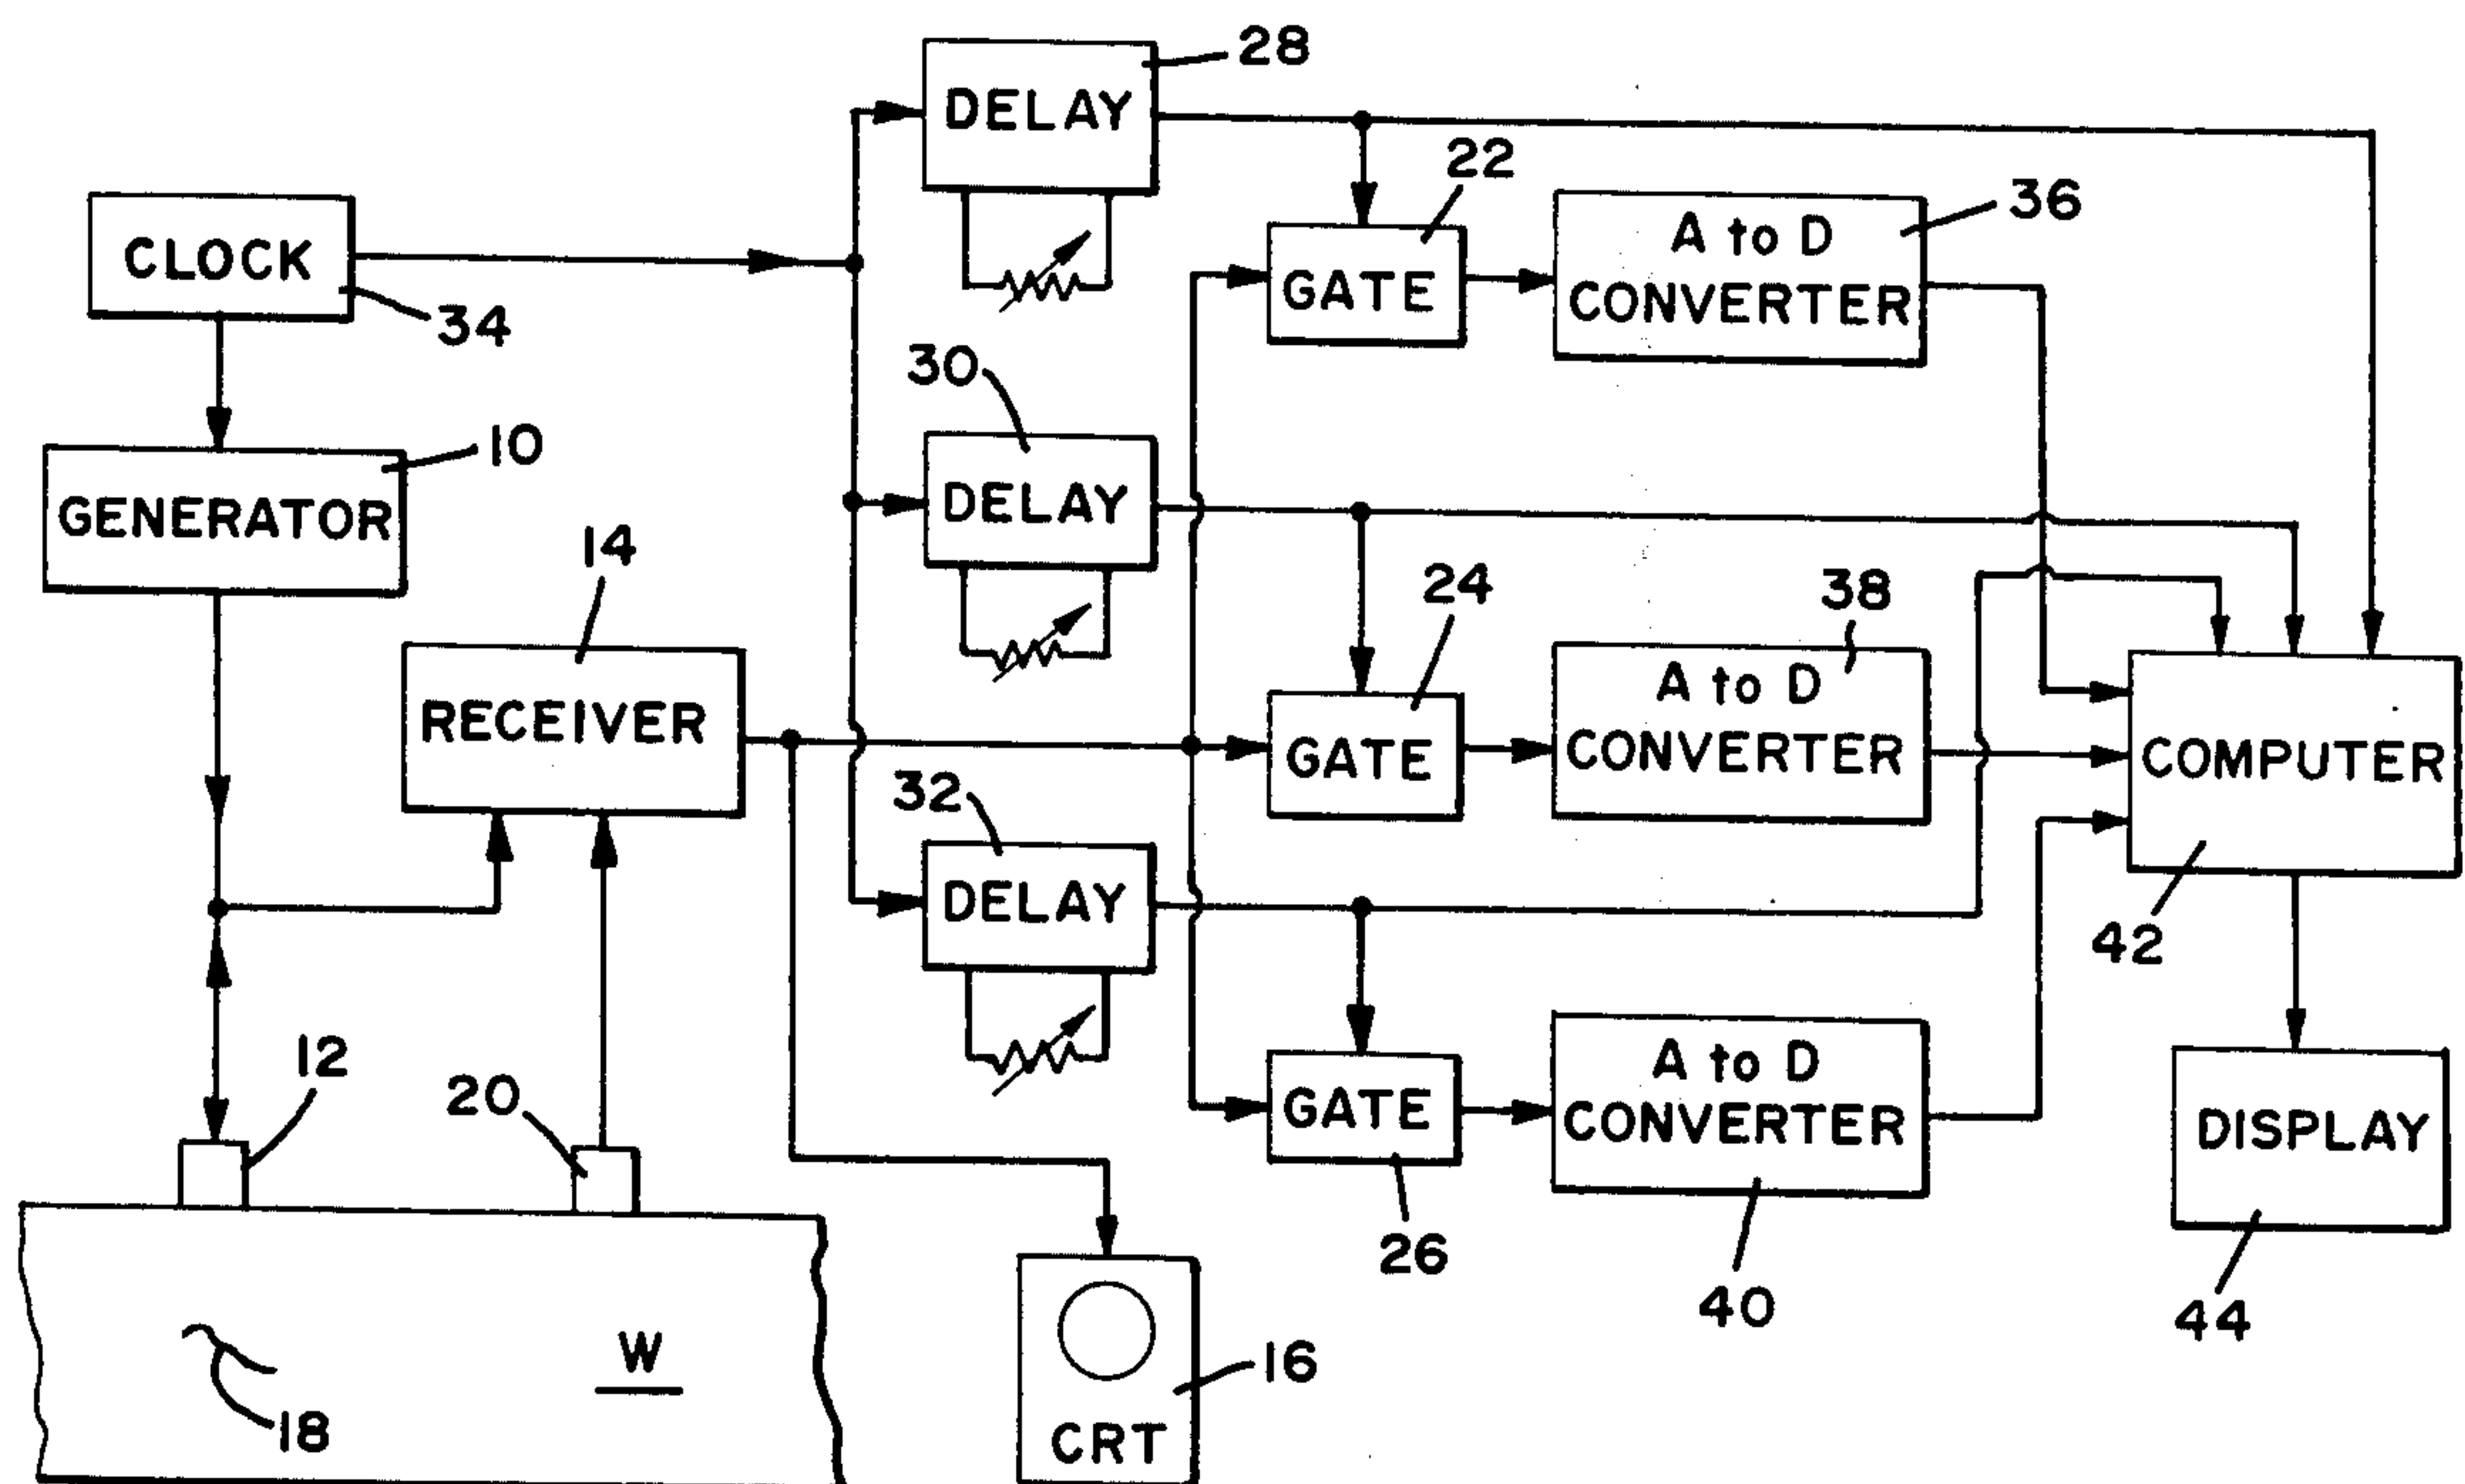 28
DELAY
22
36
A to D
CONVERTER
GATE
CLOCK
34
30
10
GENERATOR
DELAY
14
24
38
RECEIVER
A to D
CONVERTER
GATE
COMPUTER
32
DELAY
42
12
20
A to D
CONVERTER
GATE
DISPLAY
26
40
44
W
16
18
CRT